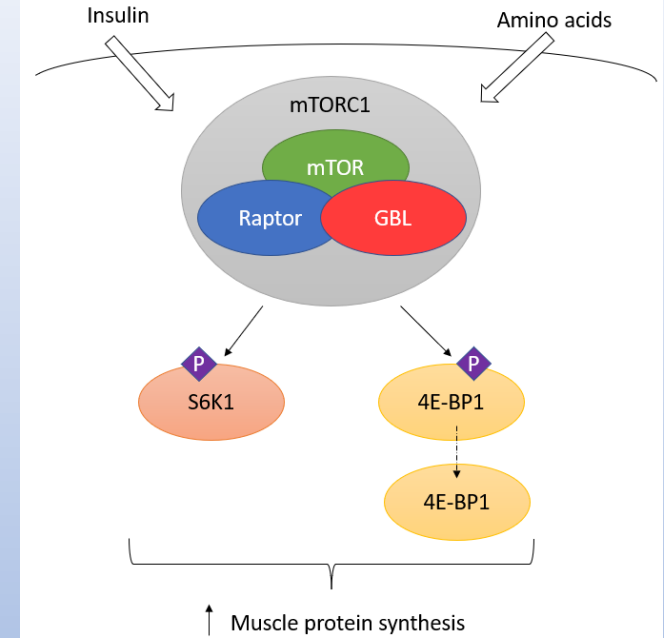 Insulin
Amino acids
mTORC1
mTOR
Raptor
GBL
P
P
S6K1
4E-BP1
4E-BP1
Muscle protein synthesis